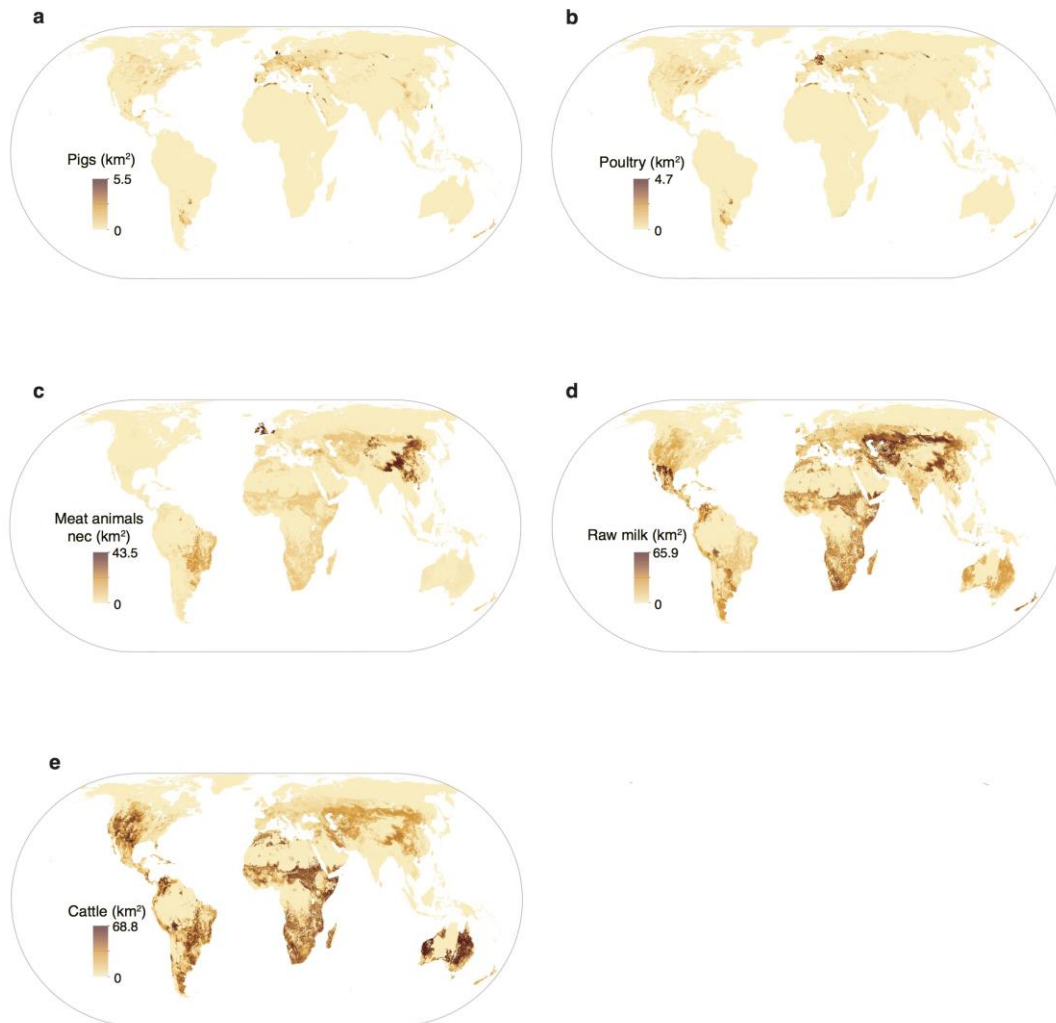 a
Pigs (km²)
5.5
0
b
Poultry (km²)
4.7
0
c
Meat animals
nec (km²)
43.5
0
d
Raw milk (km²)
65.9
0
e
Cattle (km²)
68.8
0